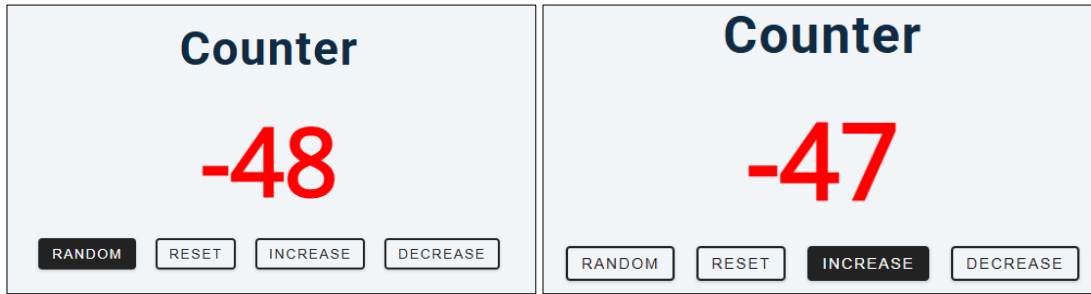 Counter
-48
RANDOM RESET INCREASE DECREASE
Counter
-47
RANDOM RESET INCREASE DECREASE